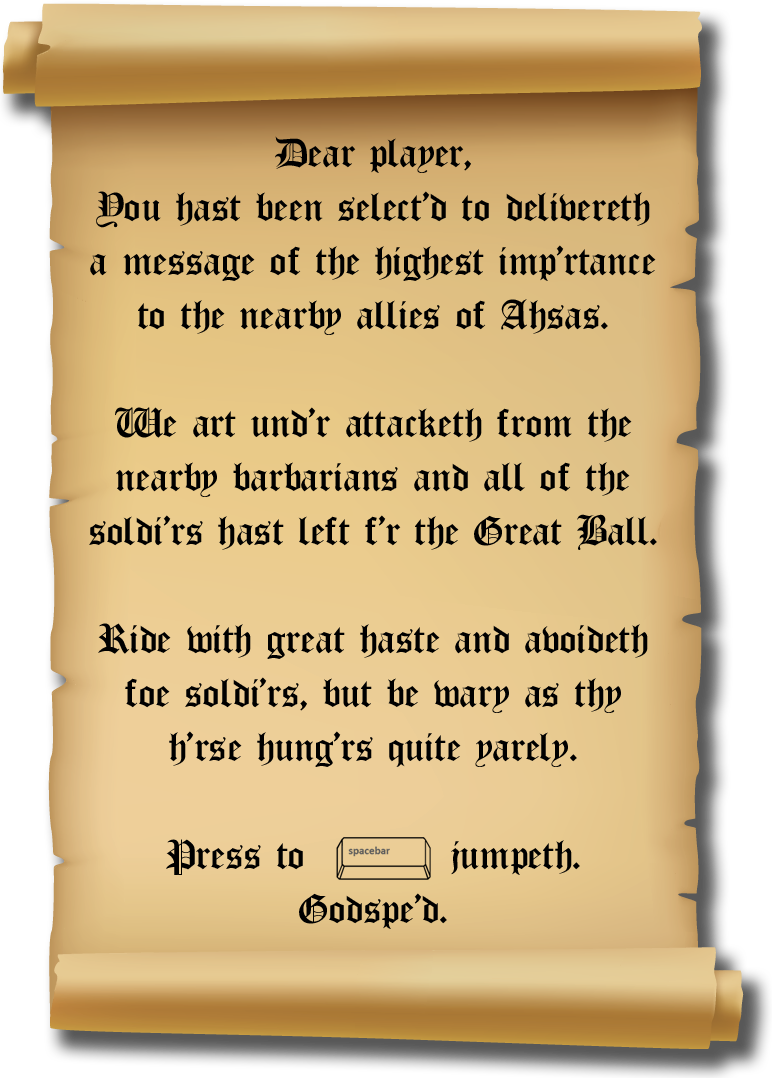 Dear player,
You hast been select'd to delivereth
a message of the highest imp'rtance
to the nearby allies of Ahsas.
We art und'r attacketh from the
nearby barbarians and all of the
soldi'rs hast left f'r the Great Ball.
Ride with great haste and avoideth
foe soldi'rs, but be wary as thy
h'rse hung'rs quite yarely.
Press to spacebar jumpeth.
Godspe'd.